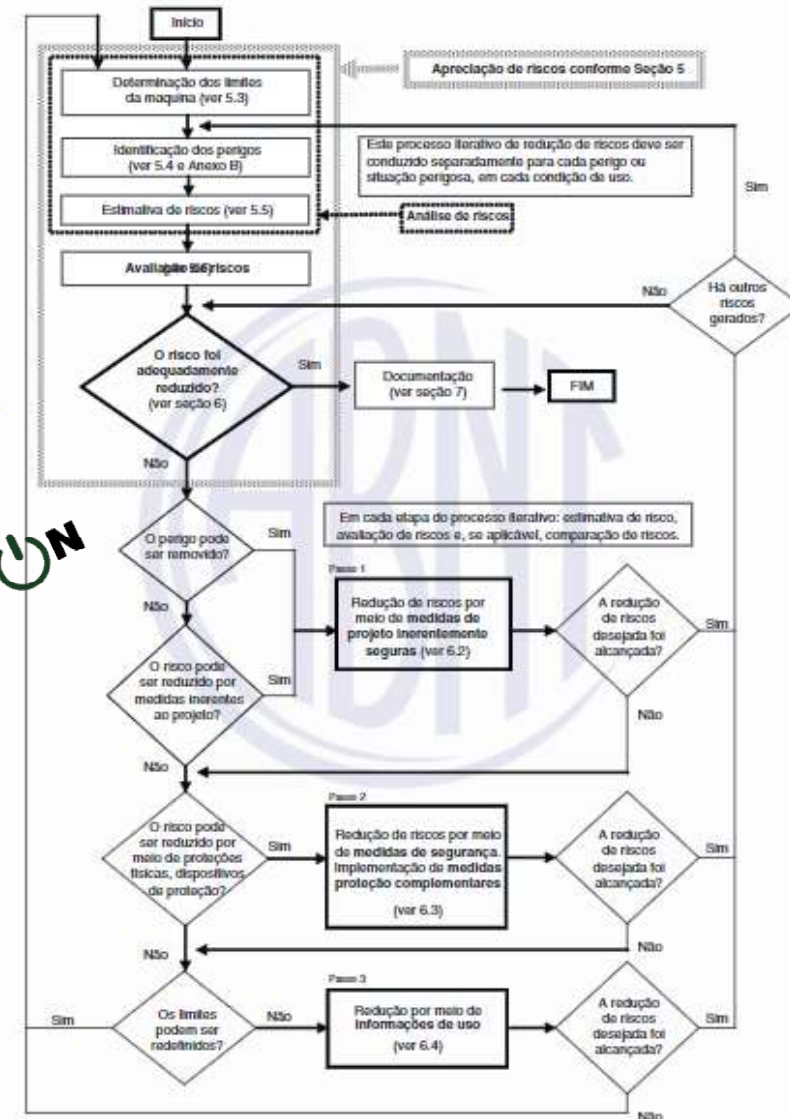 Início
Apreciação de riscos conforme Seção 5
Determinação dos limites
da maquina (ver 5.3)
Este processo iterativo de redução de riscos deve ser
conduzido separadamente para cada perigo ou
situação perigosa, em cada condição de uso.
Identificação dos perigos
(ver 5.4 e Anexo B)
Sim
Estimativa de riscos (ver 5.5)
Análise de riscos
Avaliação de riscos
Há outros
riscos
gerados?
Não
O risco foi
adequadamente
reduzido?
(ver seção 6)
Sim
Documentação
(ver seção 7)
FIM
Não
ABNT
Em cada etapa do processo iterativo: estimativa de risco,
avaliação de riscos e, se aplicável, comparação de riscos.
O perigo pode
ser removido?
Sim
Não
Passo 1
Redução de riscos por
meio de medidas de
projeto inerentemente
seguras (ver 6.2)
A redução
de riscos
desejada foi
alcançada?
Sim
O risco pode
ser reduzido por
medidas inerentes
ao projeto?
Sim
Não
Não
Passo 2
O risco pode
ser reduzido por
meio de proteções
físicas, dispositivos
de proteção?
Sim
Redução de riscos por meio
de medidas de segurança.
Implementação de medidas
proteção complementares
(ver 6.3)
A redução
de riscos
desejada foi
alcançada?
Sim
Não
Não
Passo 3
Sim
Os limites
podem ser
redefinidos?
Não
Redução por meio de
informações de uso
(ver 6.4)
A redução
de riscos
desejada foi
alcançada?
Sim
Não